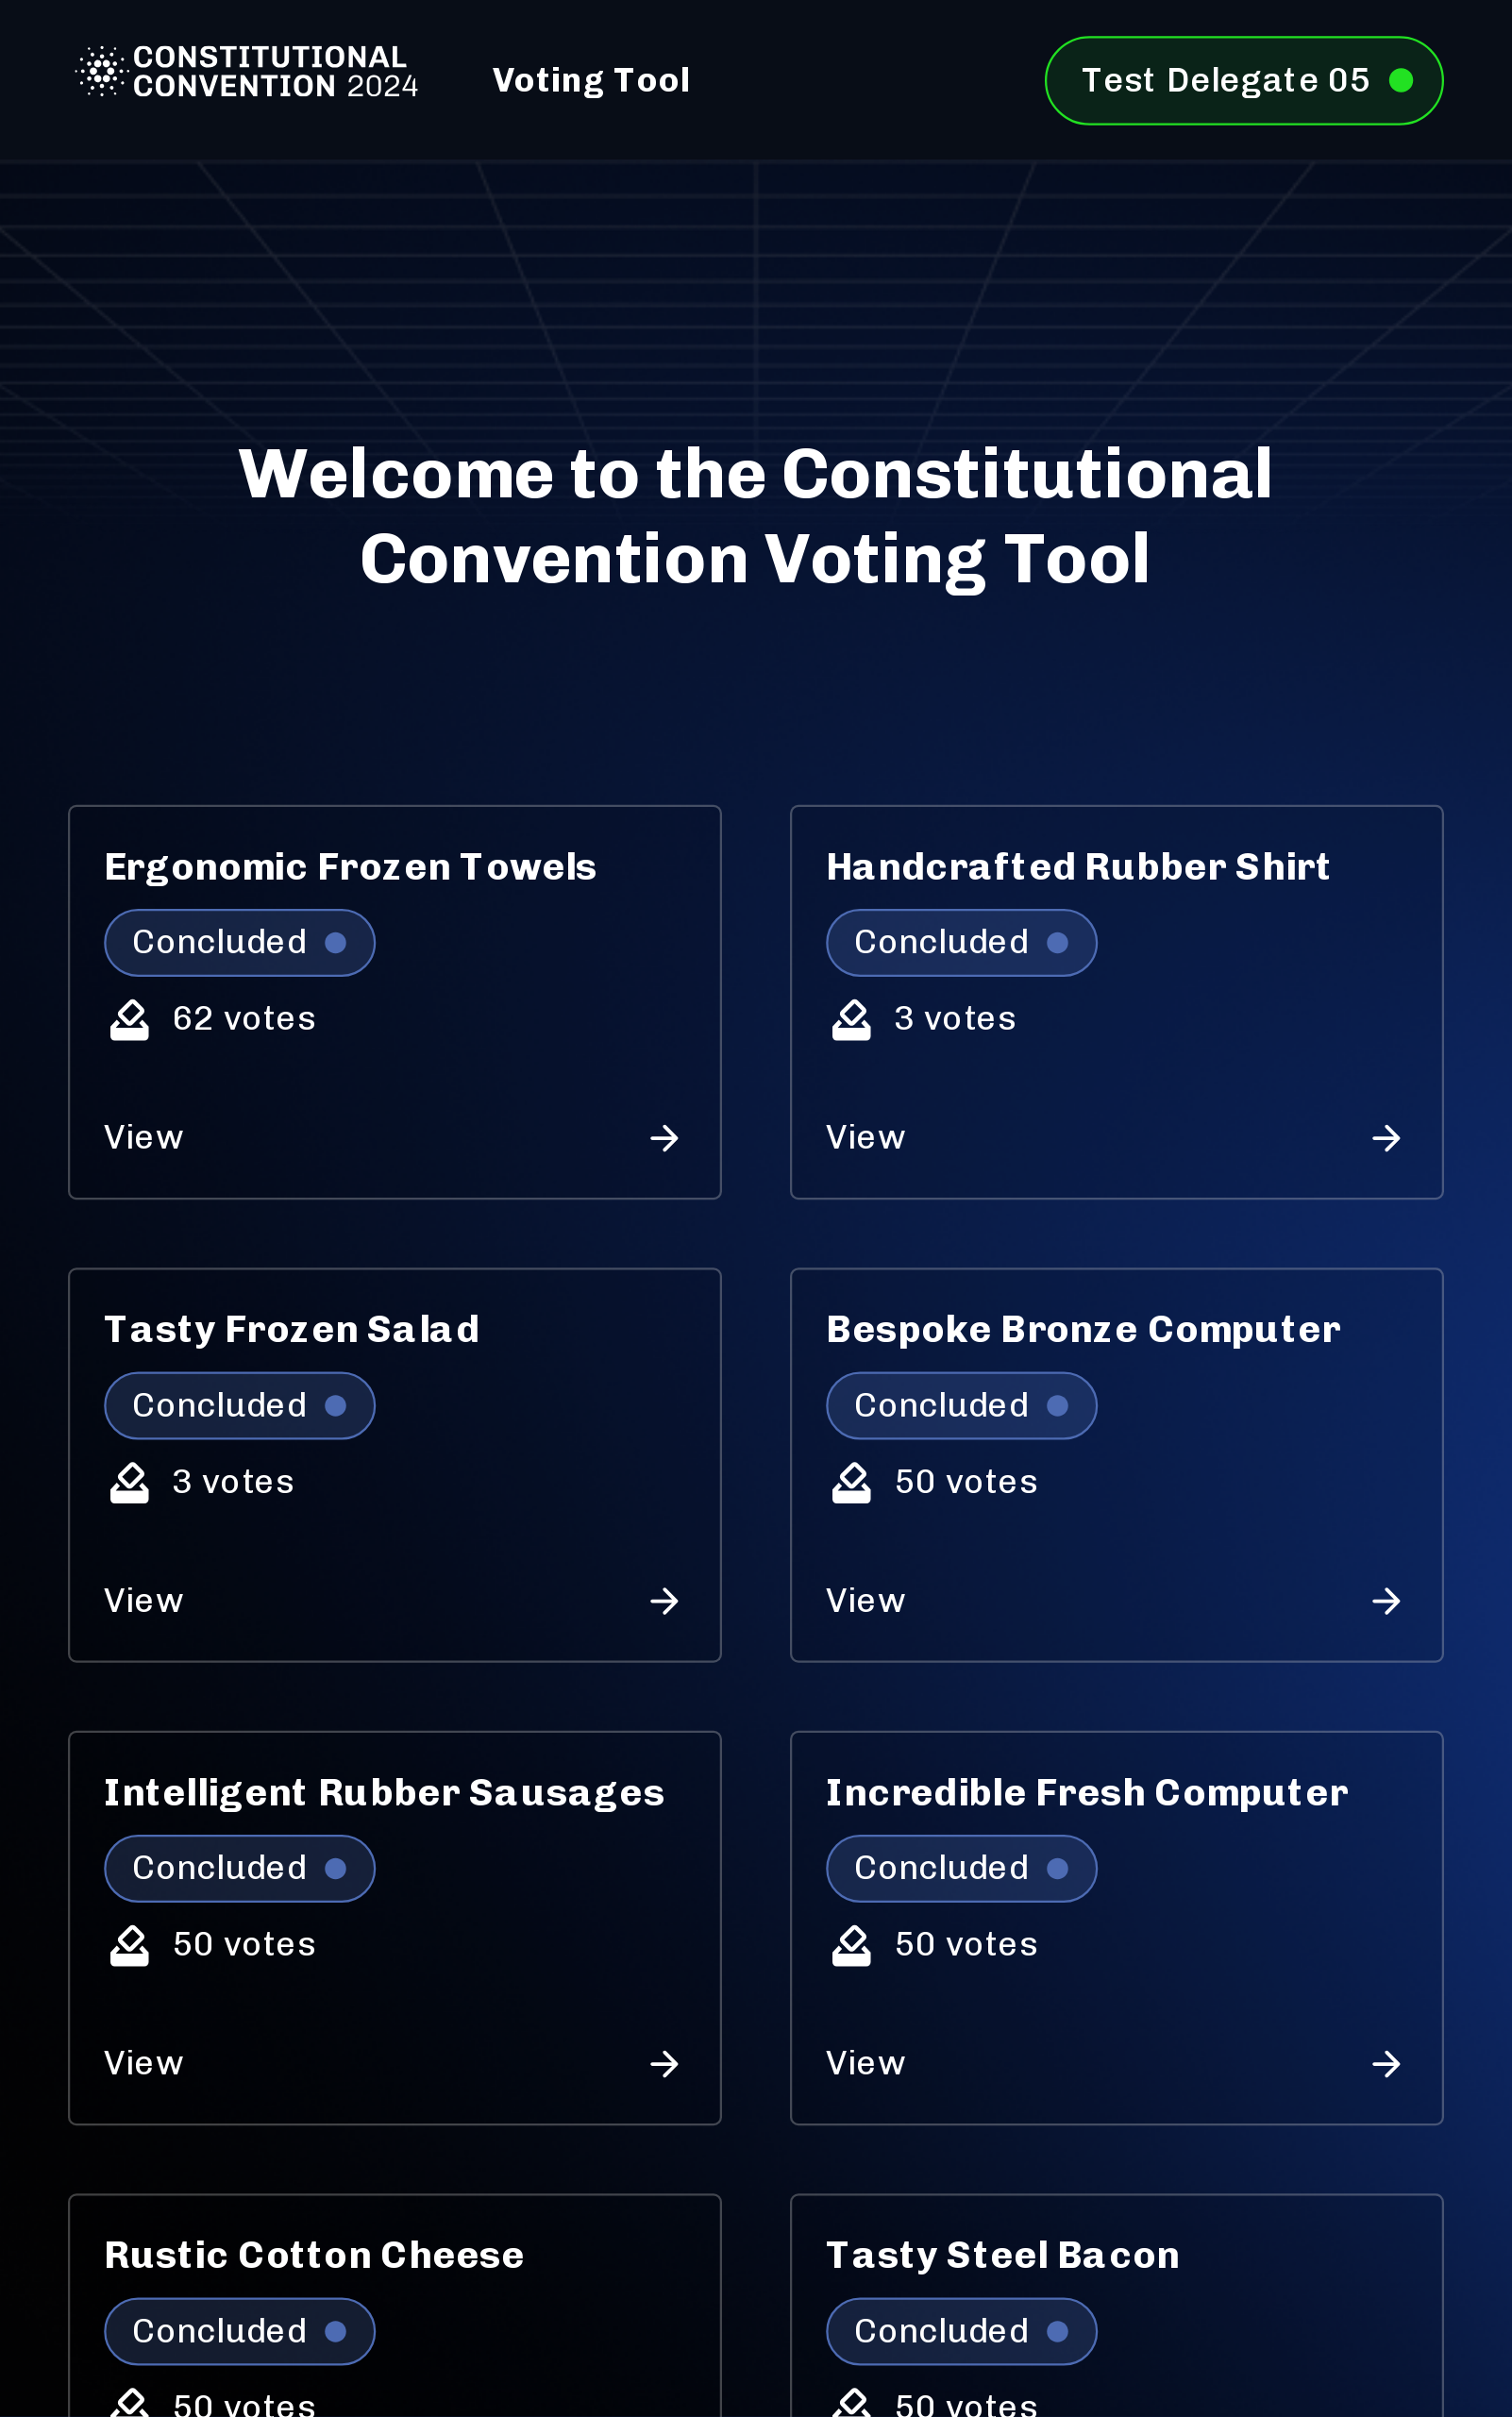 CONSTITUTIONAL
CONVENTION 2024
Voting Tool
Test Delegate 05
Welcome to the Constitutional
Convention Voting Tool
Ergonomic Frozen Towels
Concluded
62 votes
View
Handcrafted Rubber Shirt
Concluded
3 votes
View
Tasty Frozen Salad
Concluded
3 votes
View
Bespoke Bronze Computer
Concluded
50 votes
View
Intelligent Rubber Sausages
Concluded
50 votes
View
Incredible Fresh Computer
Concluded
50 votes
View
Rustic Cotton Cheese
Concluded
50 votes
Tasty Steel Bacon
Concluded
50 votes